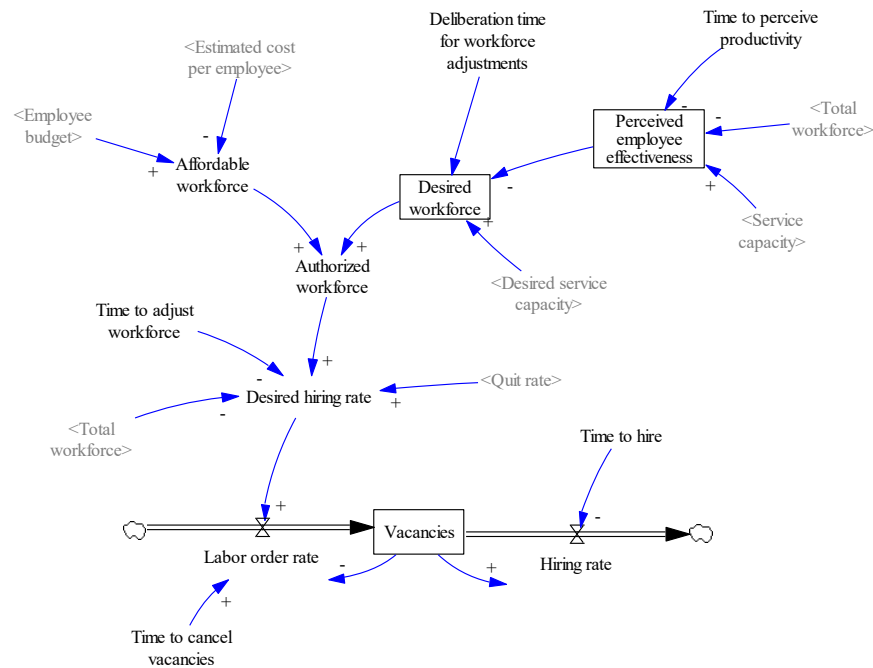 Deliberation time
for workforce
adjustments
Time to perceive
productivity
<Estimated cost
per employee>
<Employee
budget>
-
+
Affordable
workforce
Perceived
employee
effectiveness
-
-
+
<Total
workforce>
Desired
workforce
-
+
<Service
capacity>
+
+
Authorized
workforce
<Desired service
capacity>
Time to adjust
workforce
-
+
Desired hiring rate
-
+
<Quit rate>
<Total
workforce>
Time to hire
+
Vacancies
-
Labor order rate
-
+
Hiring rate
+
Time to cancel
vacancies